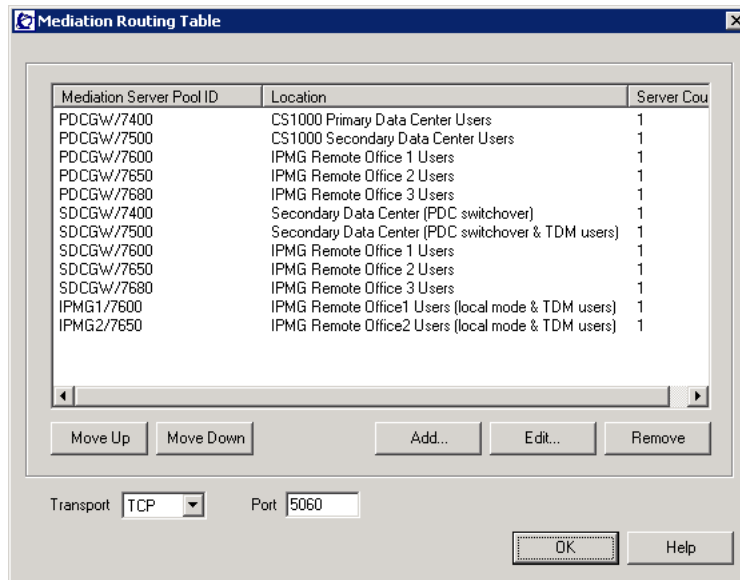 Mediation Routing Table
Mediation Server Pool ID Location Server Cou
PDCGW/7400 CS1000 Primary Data Center Users 1
PDCGW/7500 CS1000 Secondary Data Center Users 1
PDCGW/7600 IPMG Remote Office 1 Users 1
PDCGW/7650 IPMG Remote Office 2 Users 1
PDCGW/7680 IPMG Remote Office 3 Users 1
SDCGW/7400 Secondary Data Center (PDC switchover) 1
SDCGW/7500 Secondary Data Center (PDC switchover & TDM users) 1
SDCGW/7600 IPMG Remote Office 1 Users 1
SDCGW/7650 IPMG Remote Office 2 Users 1
SDCGW/7680 IPMG Remote Office 3 Users 1
IPMG1/7600 IPMG Remote Office1 Users (local mode & TDM users) 1
IPMG2/7650 IPMG Remote Office2 Users (local mode & TDM users) 1
Move Up Move Down Add... Edit... Remove
Transport TCP Port 5060
OK Help